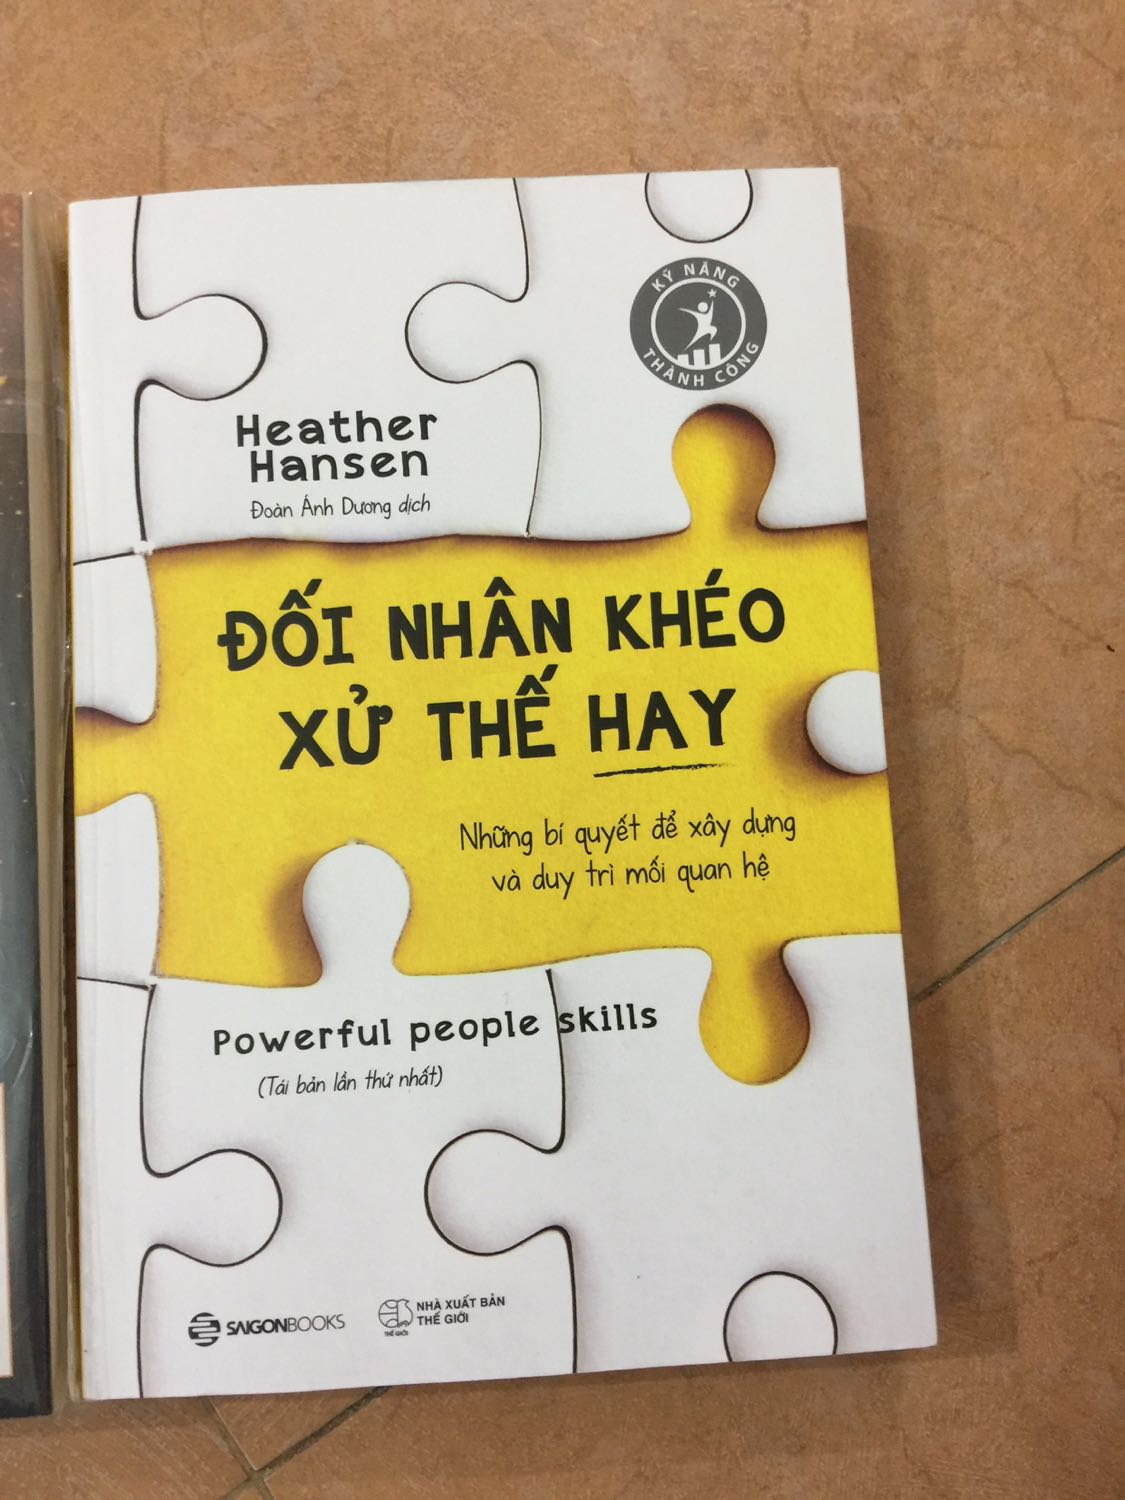 KỸ NĂNG
THÀNH CÔNG
Heather
Hansen
Đoàn Ánh Dương dịch
ĐỐI NHÂN KHÉO
XỬ THẾ HAY
Những bí quyết để xây dựng
và duy trì mối quan hệ
Powerful people skills
(Tái bản lần thứ nhất)
SAIGONBOOKS
THẾ GIỚI
NHÀ XUẤT BẢN
THẾ GIỚI